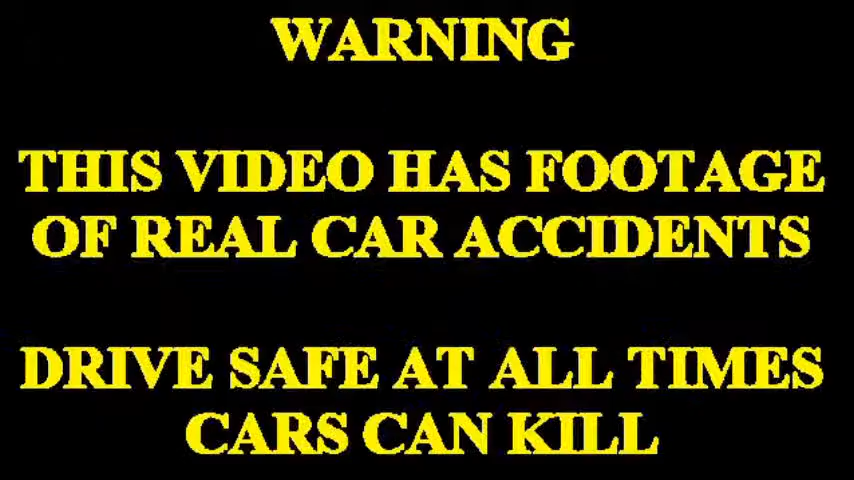 WARNING
THIS VIDEO HAS FOOTAGE
OF REAL CAR ACCIDENTS
DRIVE SAFE AT ALL TIMES
CARS CAN KILL